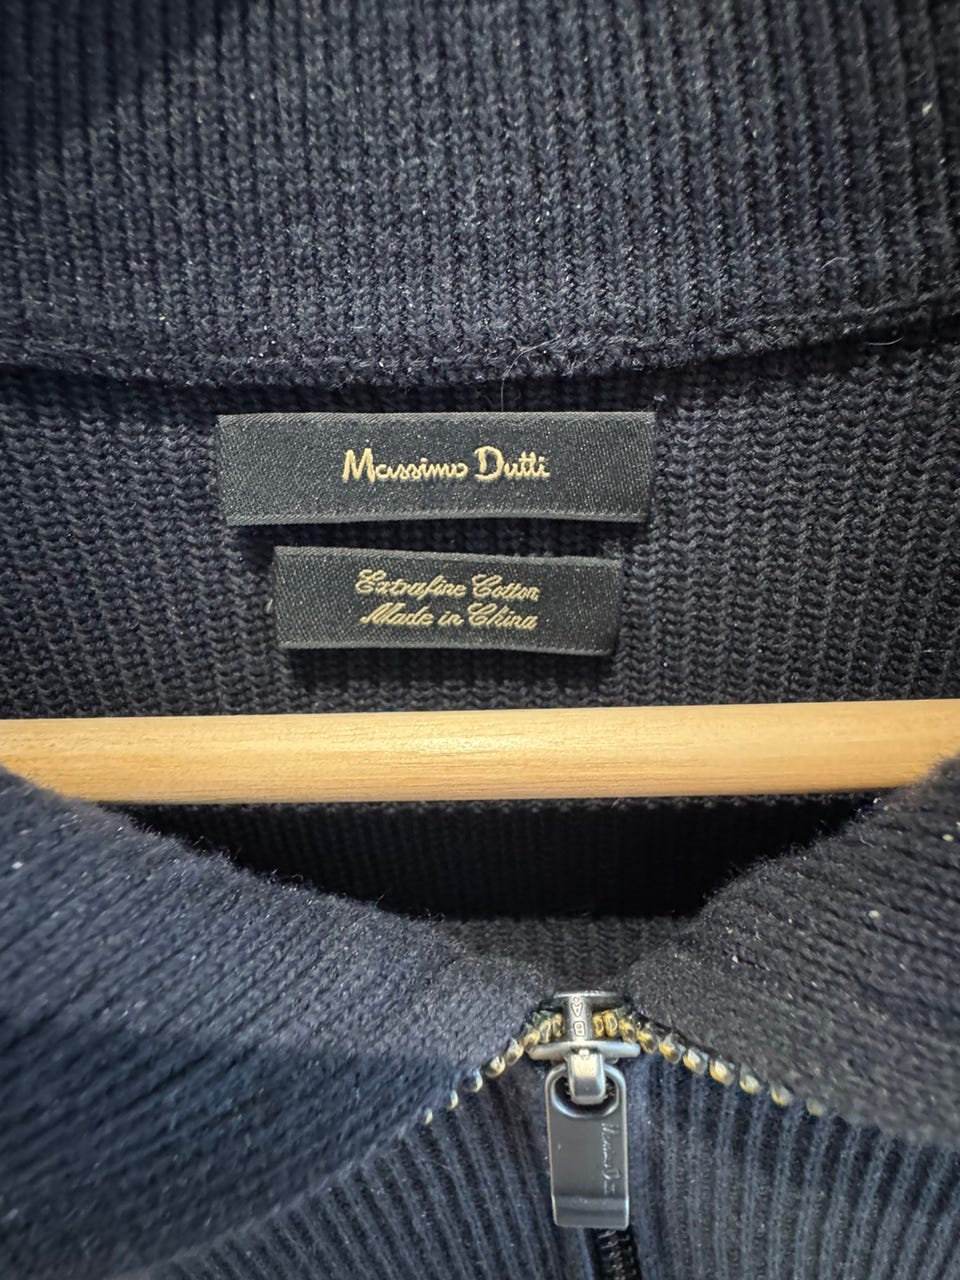 Massimo Dutti
Extrafine Cotton
Made in China